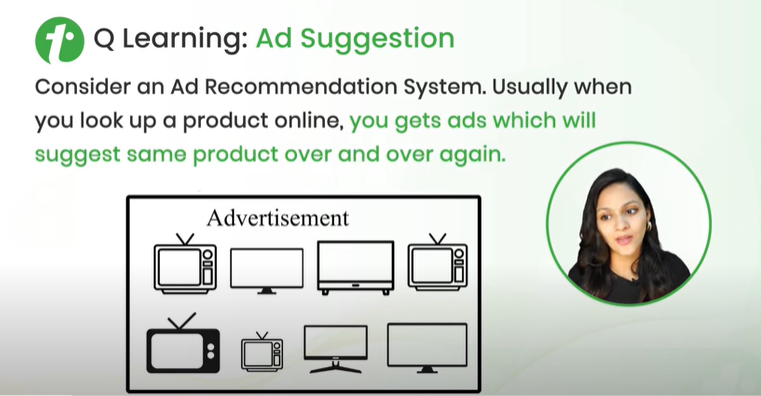 Q Learning: Ad Suggestion
Consider an Ad Recommendation System. Usually when
you look up a product online, you gets ads which will
suggest same product over and over again.
Advertisement